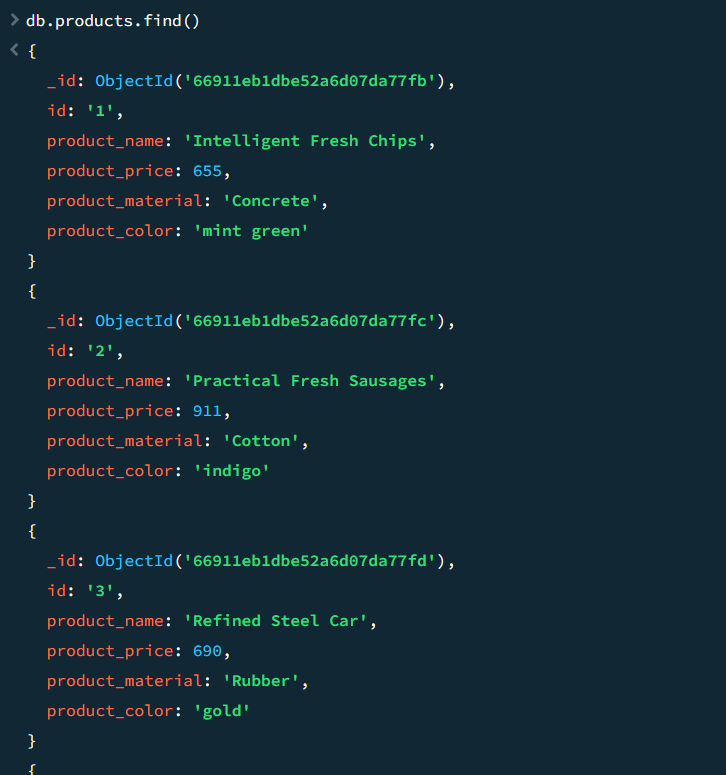 > db.products.find()
< {
_id: ObjectId('66911eb1dbe52a6d07da77fb'),
id: '1',
product_name: 'Intelligent Fresh Chips',
product_price: 655,
product_material: 'Concrete',
product_color: 'mint green'
}
{
_id: ObjectId('66911eb1dbe52a6d07da77fc'),
id: '2',
product_name: 'Practical Fresh Sausages',
product_price: 911,
product_material: 'Cotton',
product_color: 'indigo'
}
{
_id: ObjectId('66911eb1dbe52a6d07da77fd'),
id: '3',
product_name: 'Refined Steel Car',
product_price: 690,
product_material: 'Rubber',
product_color: 'gold'
}
{